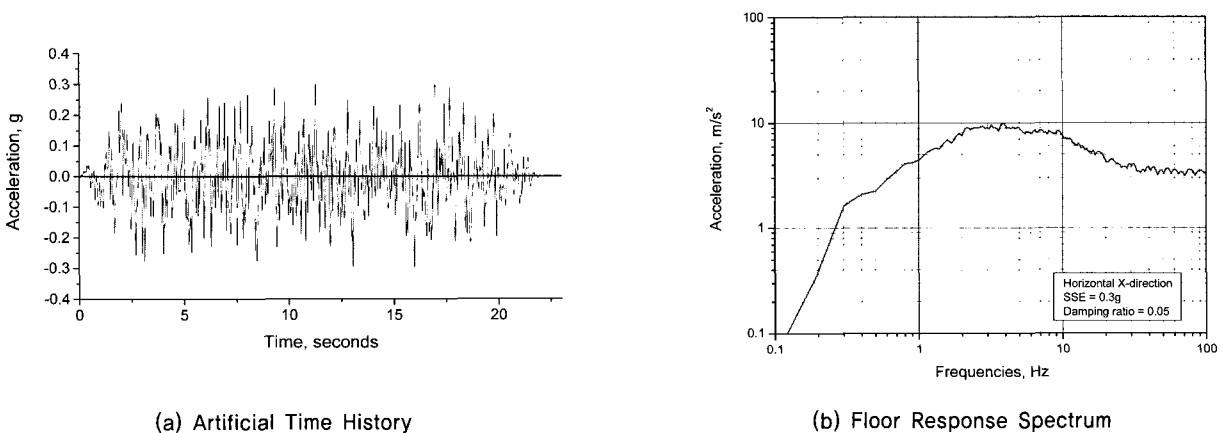 Acceleration, g
0.4
0.3
0.2
0.1
0.0
-0.1
-0.2
-0.3
-0.4
0
5
10
15
20
Time, seconds
(a) Artificial Time History
Acceleration, m/s²
100
10
1
0.1
0.1
1
10
100
Frequencies, Hz
Horizontal X-direction
SSE = 0.3g
Damping ratio = 0.05
(b) Floor Response Spectrum